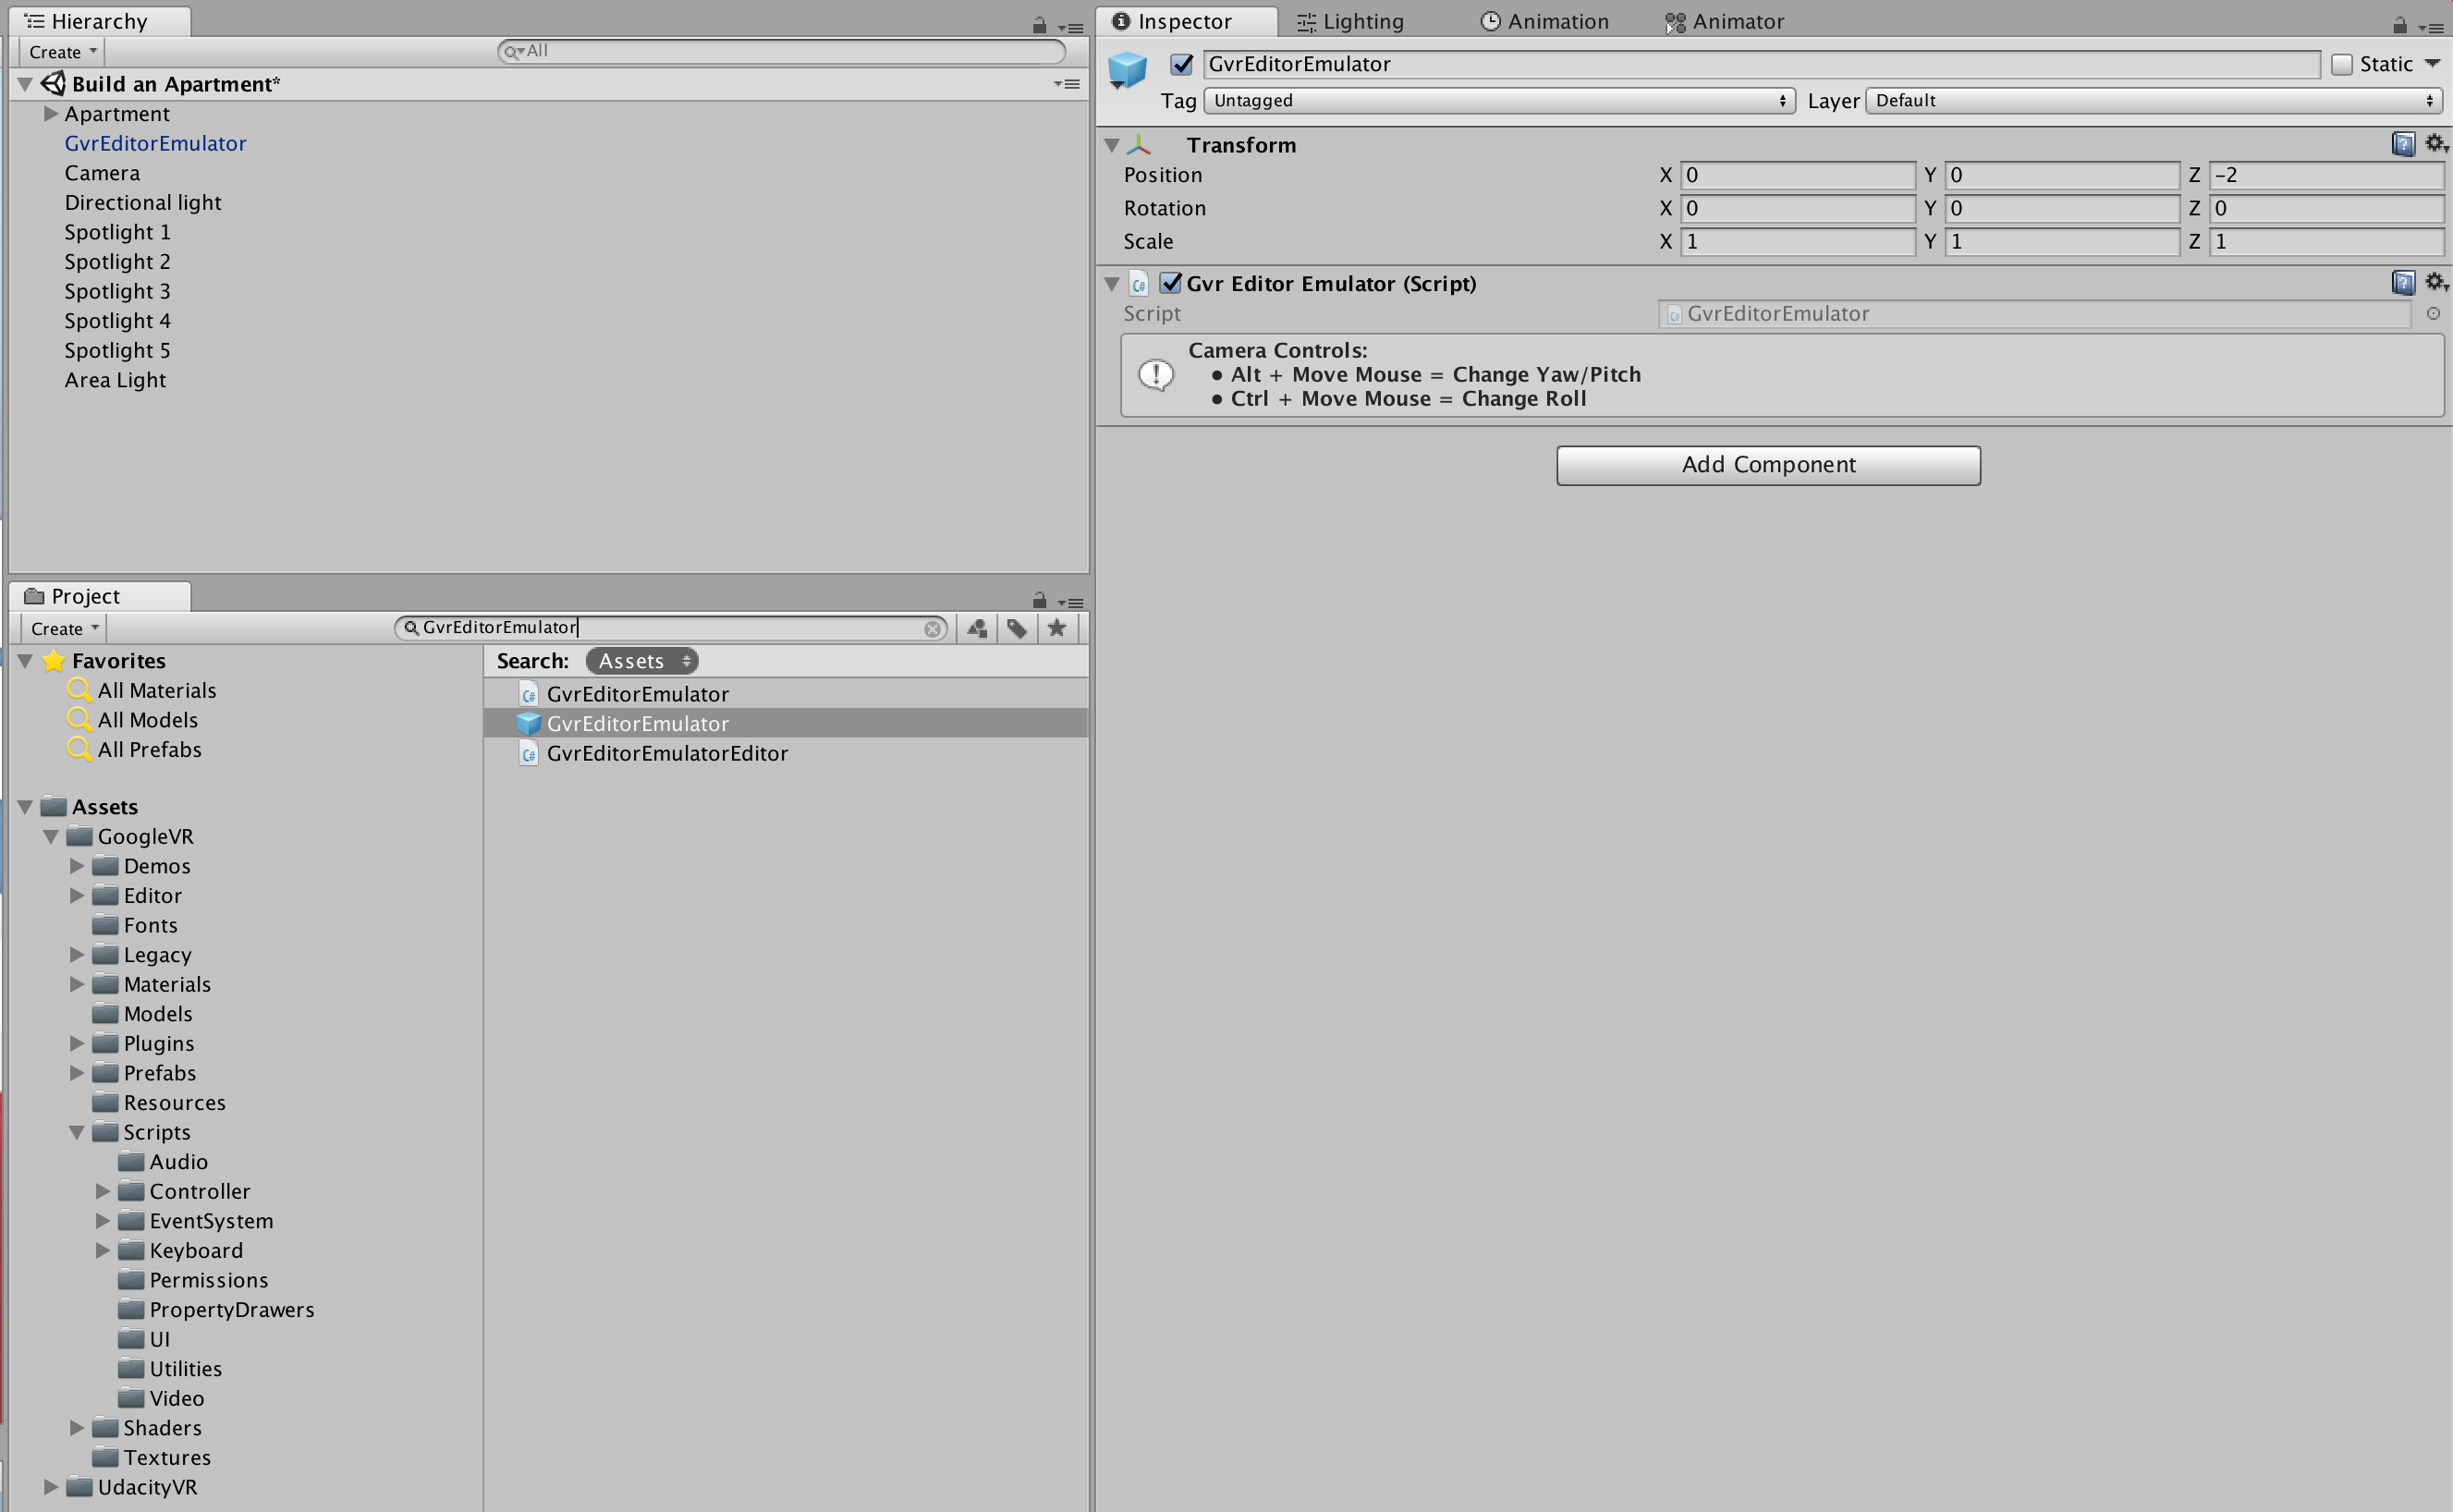 Hierarchy
Create
All
Build an Apartment*
Apartment
GvrEditorEmulator
Camera
Directional light
Spotlight 1
Spotlight 2
Spotlight 3
Spotlight 4
Spotlight 5
Area Light
Project
Create
GvrEditorEmulator
Favorites
All Materials
All Models
All Prefabs
Assets
GoogleVR
Demos
Editor
Fonts
Legacy
Materials
Models
Plugins
Prefabs
Resources
Scripts
Audio
Controller
EventSystem
Keyboard
Permissions
PropertyDrawers
UI
Utilities
Video
Shaders
Textures
UdacityVR
Search: Assets
GvrEditorEmulator
GvrEditorEmulator
GvrEditorEmulatorEditor
Inspector Lighting Animation Animator
GvrEditorEmulator Static
Tag Untagged Layer Default
Transform
Position X 0 Y 0 Z -2
Rotation X 0 Y 0 Z 0
Scale X 1 Y 1 Z 1
C# Gvr Editor Emulator (Script)
Script GvrEditorEmulator
Camera Controls:
• Alt + Move Mouse = Change Yaw/Pitch
• Ctrl + Move Mouse = Change Roll
Add Component